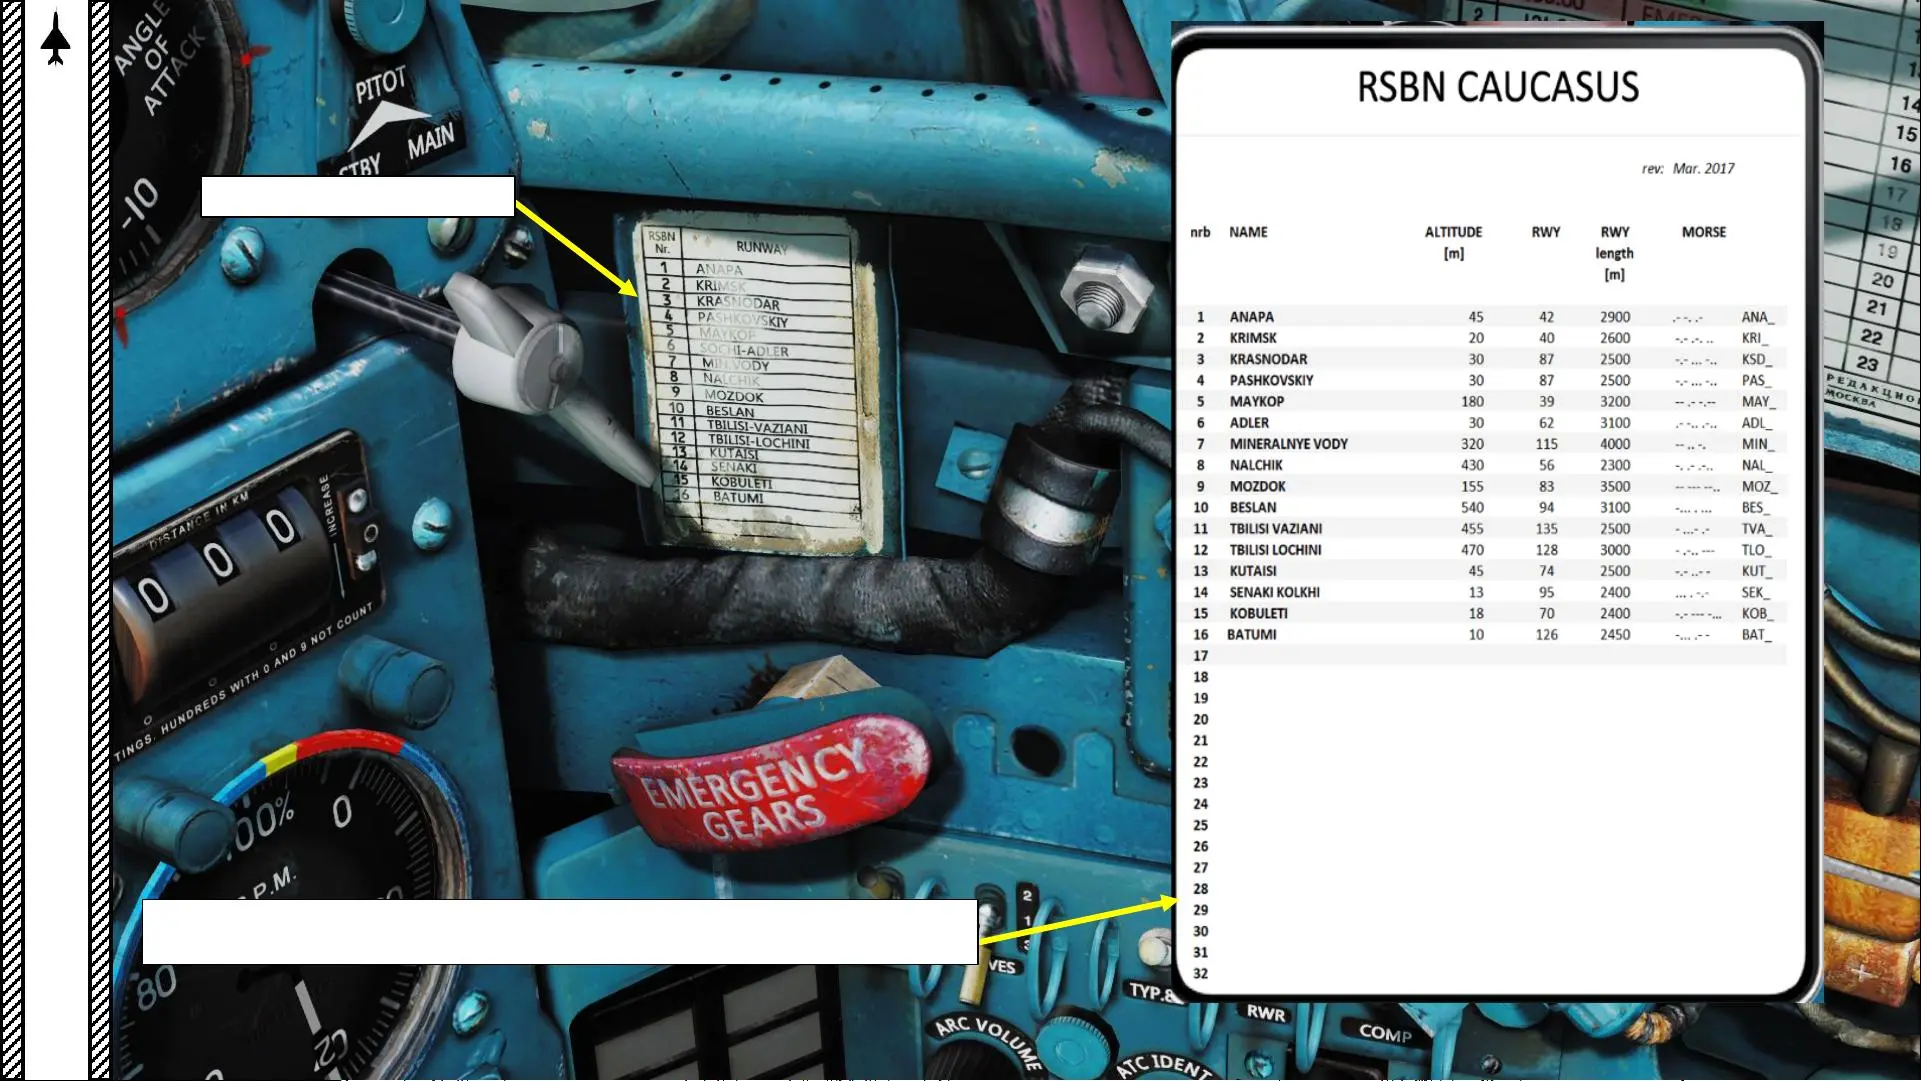 ANGLE
OF
ATTACK
-10
PITOT
STBY MAIN
RSBN
Nr. RUNWAY
1 ANAPA
2 KRIMSK
3 KRASNODAR
4 PASHKOVSKIY
5 MAYKOP
6 SOCHI-ADLER
7 MIN.VODY
8 NALCHIK
9 MOZDOK
10 BESLAN
11 TBILISI-VAZIANI
12 TBILISI-LOCHINI
13 KUTAISI
14 SENAKI
15 KOBULETI
16 BATUMI
DISTANCE IN KM
INCREASE
0 0 0
TINGS, HUNDREDS WITH 0 AND 9 NOT COUNT
100% 0
P.M.
80
EMERGENCY
GEARS
2
1
3
VES
TYP.&
ARC VOLUME
ATC IDENT
RWR
COMP
RSBN CAUCASUS
rev: Mar. 2017
nrb NAME ALTITUDE [m] RWY RWY length [m] MORSE
1 ANAPA 45 42 2900 .- -. .- ANA_
2 KRIMSK 20 40 2600 -.- .-. .. KRI_
3 KRASNODAR 30 87 2500 -.- ... -.. KSD_
4 PASHKOVSKIY 30 87 2500 -.- ... -.. PAS_
5 MAYKOP 180 39 3200 -- .- -.-- MAY_
6 ADLER 30 62 3100 .- -.. .-.. ADL_
7 MINERALNYE VODY 320 115 4000 -- .. -. MIN_
8 NALCHIK 430 56 2300 -. .- .-.. NAL_
9 MOZDOK 155 83 3500 -- --- --.. MOZ_
10 BESLAN 540 94 3100 -... . ... BES_
11 TBILISI VAZIANI 455 135 2500 - ...- .- TVA_
12 TBILISI LOCHINI 470 128 3000 - .-.. --- TLO_
13 KUTAISI 45 74 2500 -.- ..- - KUT_
14 SENAKI KOLKHI 13 95 2400 ... . -.- SEK_
15 KOBULETI 18 70 2400 -.- --- -... KOB_
16 BATUMI 10 126 2450 -... .- - BAT_
17
18
19
20
21
22
23
24
25
26
27
28
29
30
31
32
14
15
16
17
18
19
20
21
22
23
МОСКВА